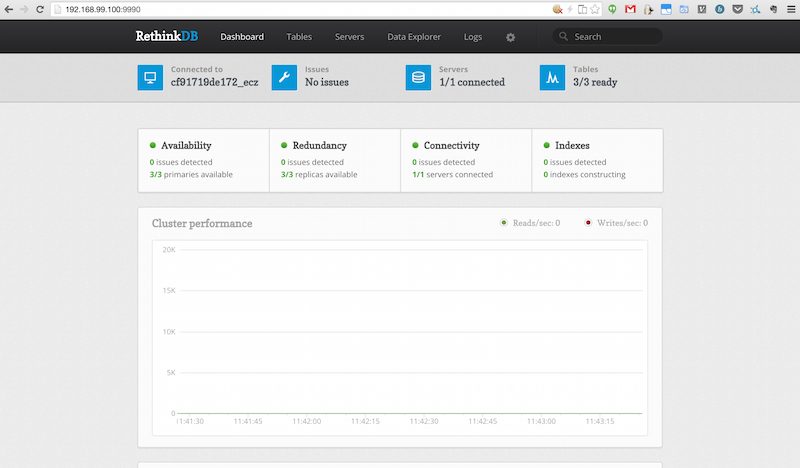 192.168.99.100:9990
RethinkDB Dashboard Tables Servers Data Explorer Logs Search
Connected to
cf91719de172_ecz
Issues
No issues
Servers
1/1 connected
Tables
3/3 ready
Availability
0 issues detected
3/3 primaries available
Redundancy
0 issues detected
3/3 replicas available
Connectivity
0 issues detected
1/1 servers connected
Indexes
0 issues detected
0 indexes constructing
Cluster performance
Reads/sec: 0 Writes/sec: 0
20K
15K
10K
5K
0
11:41:30 11:41:45 11:42:00 11:42:15 11:42:30 11:42:45 11:43:00 11:43:15